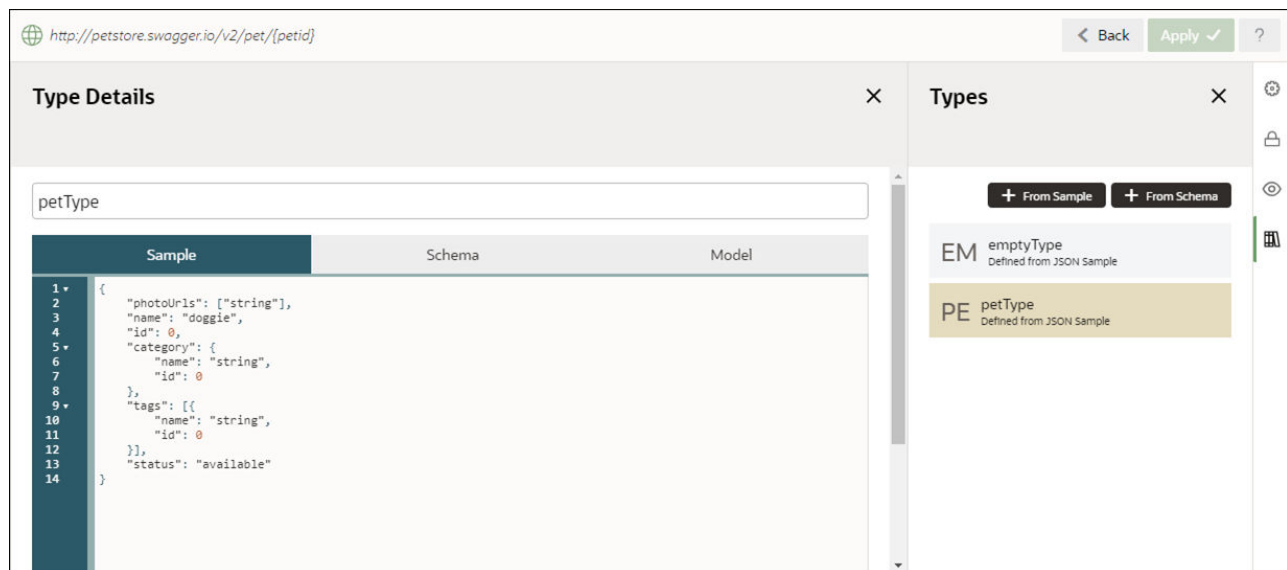 http://petstore.swagger.io/v2/pet/{petid}
Back
Apply
?
Type Details
petType
Sample Schema Model
1 {
2     "photoUrls": ["string"],
3     "name": "doggie",
4     "id": 0,
5     "category": {
6         "name": "string",
7         "id": 0
8     },
9     "tags": [{
10         "name": "string",
11         "id": 0
12     }],
13     "status": "available"
14 }
Types
+ From Sample + From Schema
EM emptyType
Defined from JSON Sample
PE petType
Defined from JSON Sample